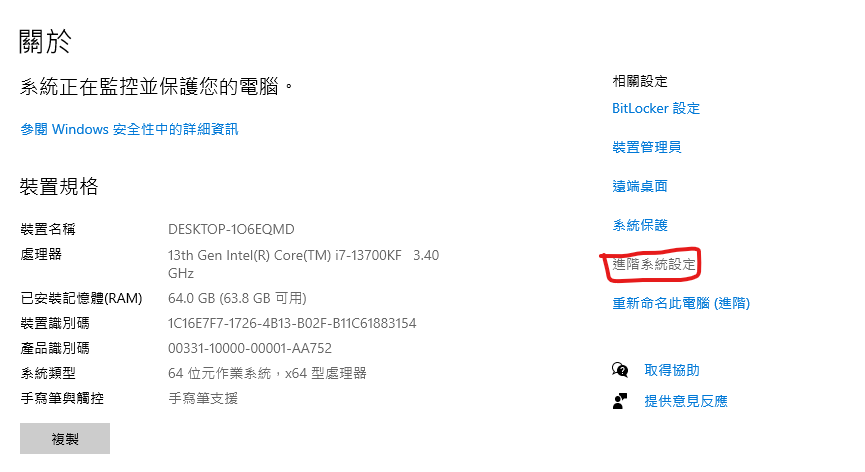 關於
系統正在監控並保護您的電腦。
參閱 Windows 安全性中的詳細資訊
裝置規格
裝置名稱 DESKTOP-1O6EQMD
處理器 13th Gen Intel(R) Core(TM) i7-13700KF 3.40
GHz
已安裝記憶體(RAM) 64.0 GB (63.8 GB 可用)
裝置識別碼 1C16E7F7-1726-4B13-B02F-B11C61883154
產品識別碼 00331-10000-00001-AA752
系統類型 64 位元作業系統，x64 型處理器
手寫筆與觸控 手寫筆支援
複製
相關設定
BitLocker 設定
裝置管理員
遠端桌面
系統保護
進階系統設定
重新命名此電腦 (進階)
取得協助
提供意見反應